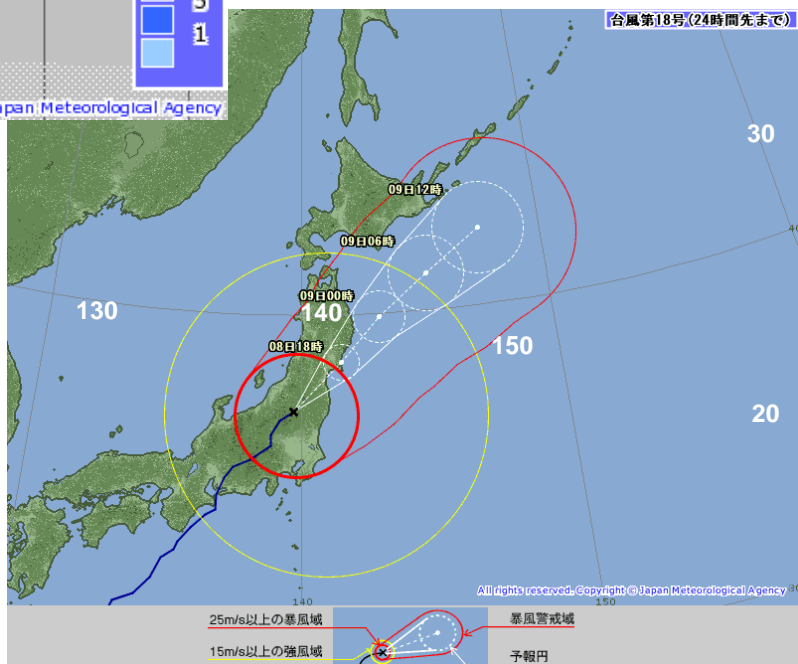 5
1
Japan Meteorological Agency
台風第18号(24時間先まで)
30
09日12時
09日06時
09日00時
130
140
08日18時
150
20
All rights reserved. Copyright © Japan Meteorological Agency
140
150
25m/s以上の暴風域
暴風警戒域
15m/s以上の強風域
予報円